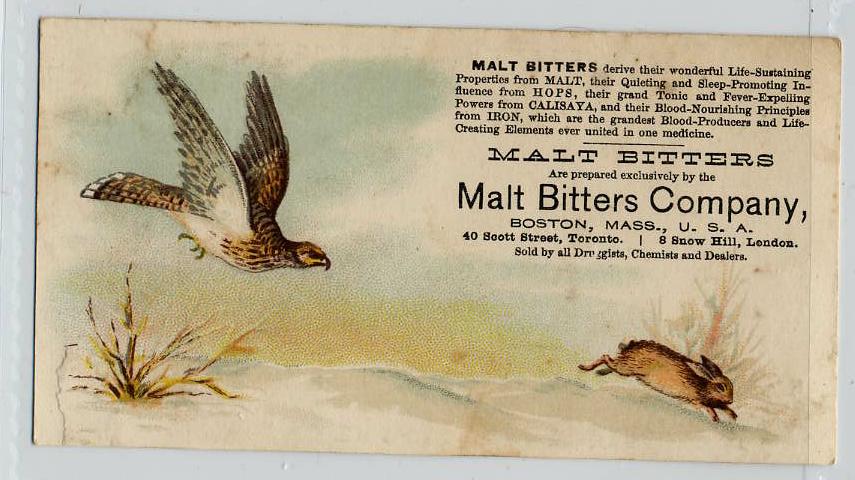 MALT BITTERS derive their wonderful Life-Sustaining
Properties from MALT, their Quieting and Sleep-Promoting In-
fluence from HOPS, their grand Tonic and Fever-Expelling
Powers from CALISAYA, and their Blood-Nourishing Principles
from IRON, which are the grandest Blood-Producers and Life-
Creating Elements ever united in one medicine.
MALT BITTERS
Are prepared exclusively by the
Malt Bitters Company,
BOSTON, MASS., U. S. A.
40 Scott Street, Toronto. | 8 Snow Hill, London.
Sold by all Druggists, Chemists and Dealers.